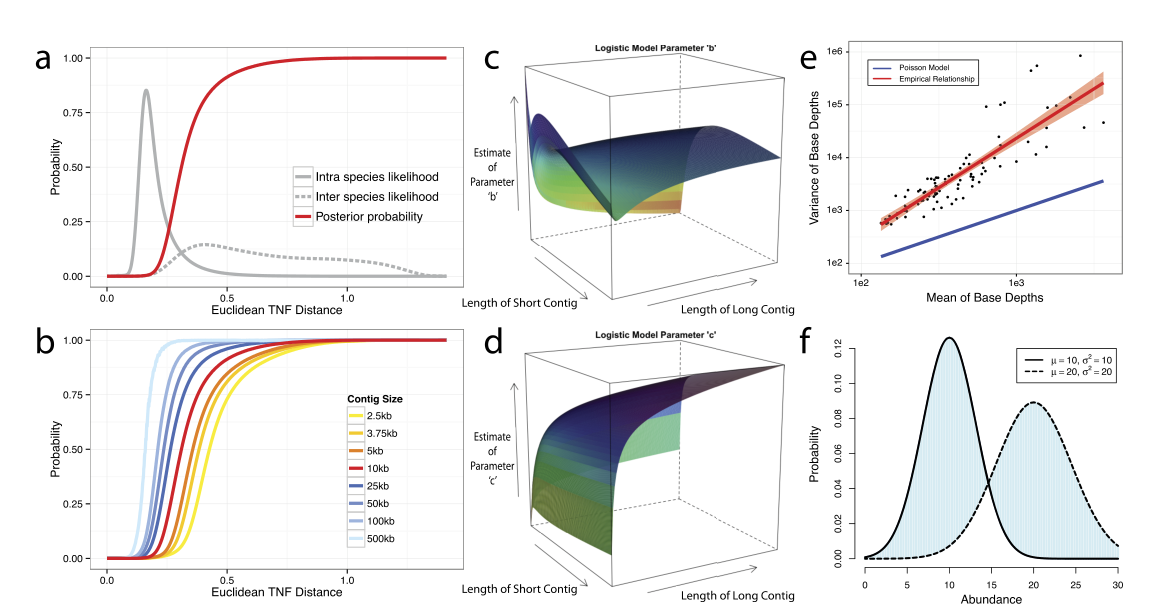 a
1.00
0.75
0.50
0.25
0.00
Probability
Intra species likelihood
Inter species likelihood
Posterior probability
0.0
0.5
1.0
Euclidean TNF Distance
b
1.00
0.75
0.50
0.25
0.00
Probability
Contig Size
2.5kb
3.75kb
5kb
10kb
25kb
50kb
100kb
500kb
0.0
0.5
1.0
Euclidean TNF Distance
c
Logistic Model Parameter 'b'
Estimate
of
Parameter
'b'
Length of Short Contig
Length of Long Contig
d
Logistic Model Parameter 'c'
Estimate
of
Parameter
'c'
Length of Short Contig
Length of Long Contig
e
1e6
1e5
1e4
1e3
1e2
Variance of Base Depths
Poisson Model
Empirical Relationship
1e2
1e3
Mean of Base Depths
f
0.12
0.10
0.08
0.06
0.04
0.02
0.00
Probability
μ = 10, σ² = 10
μ = 20, σ² = 20
0
5
10
15
20
25
30
Abundance